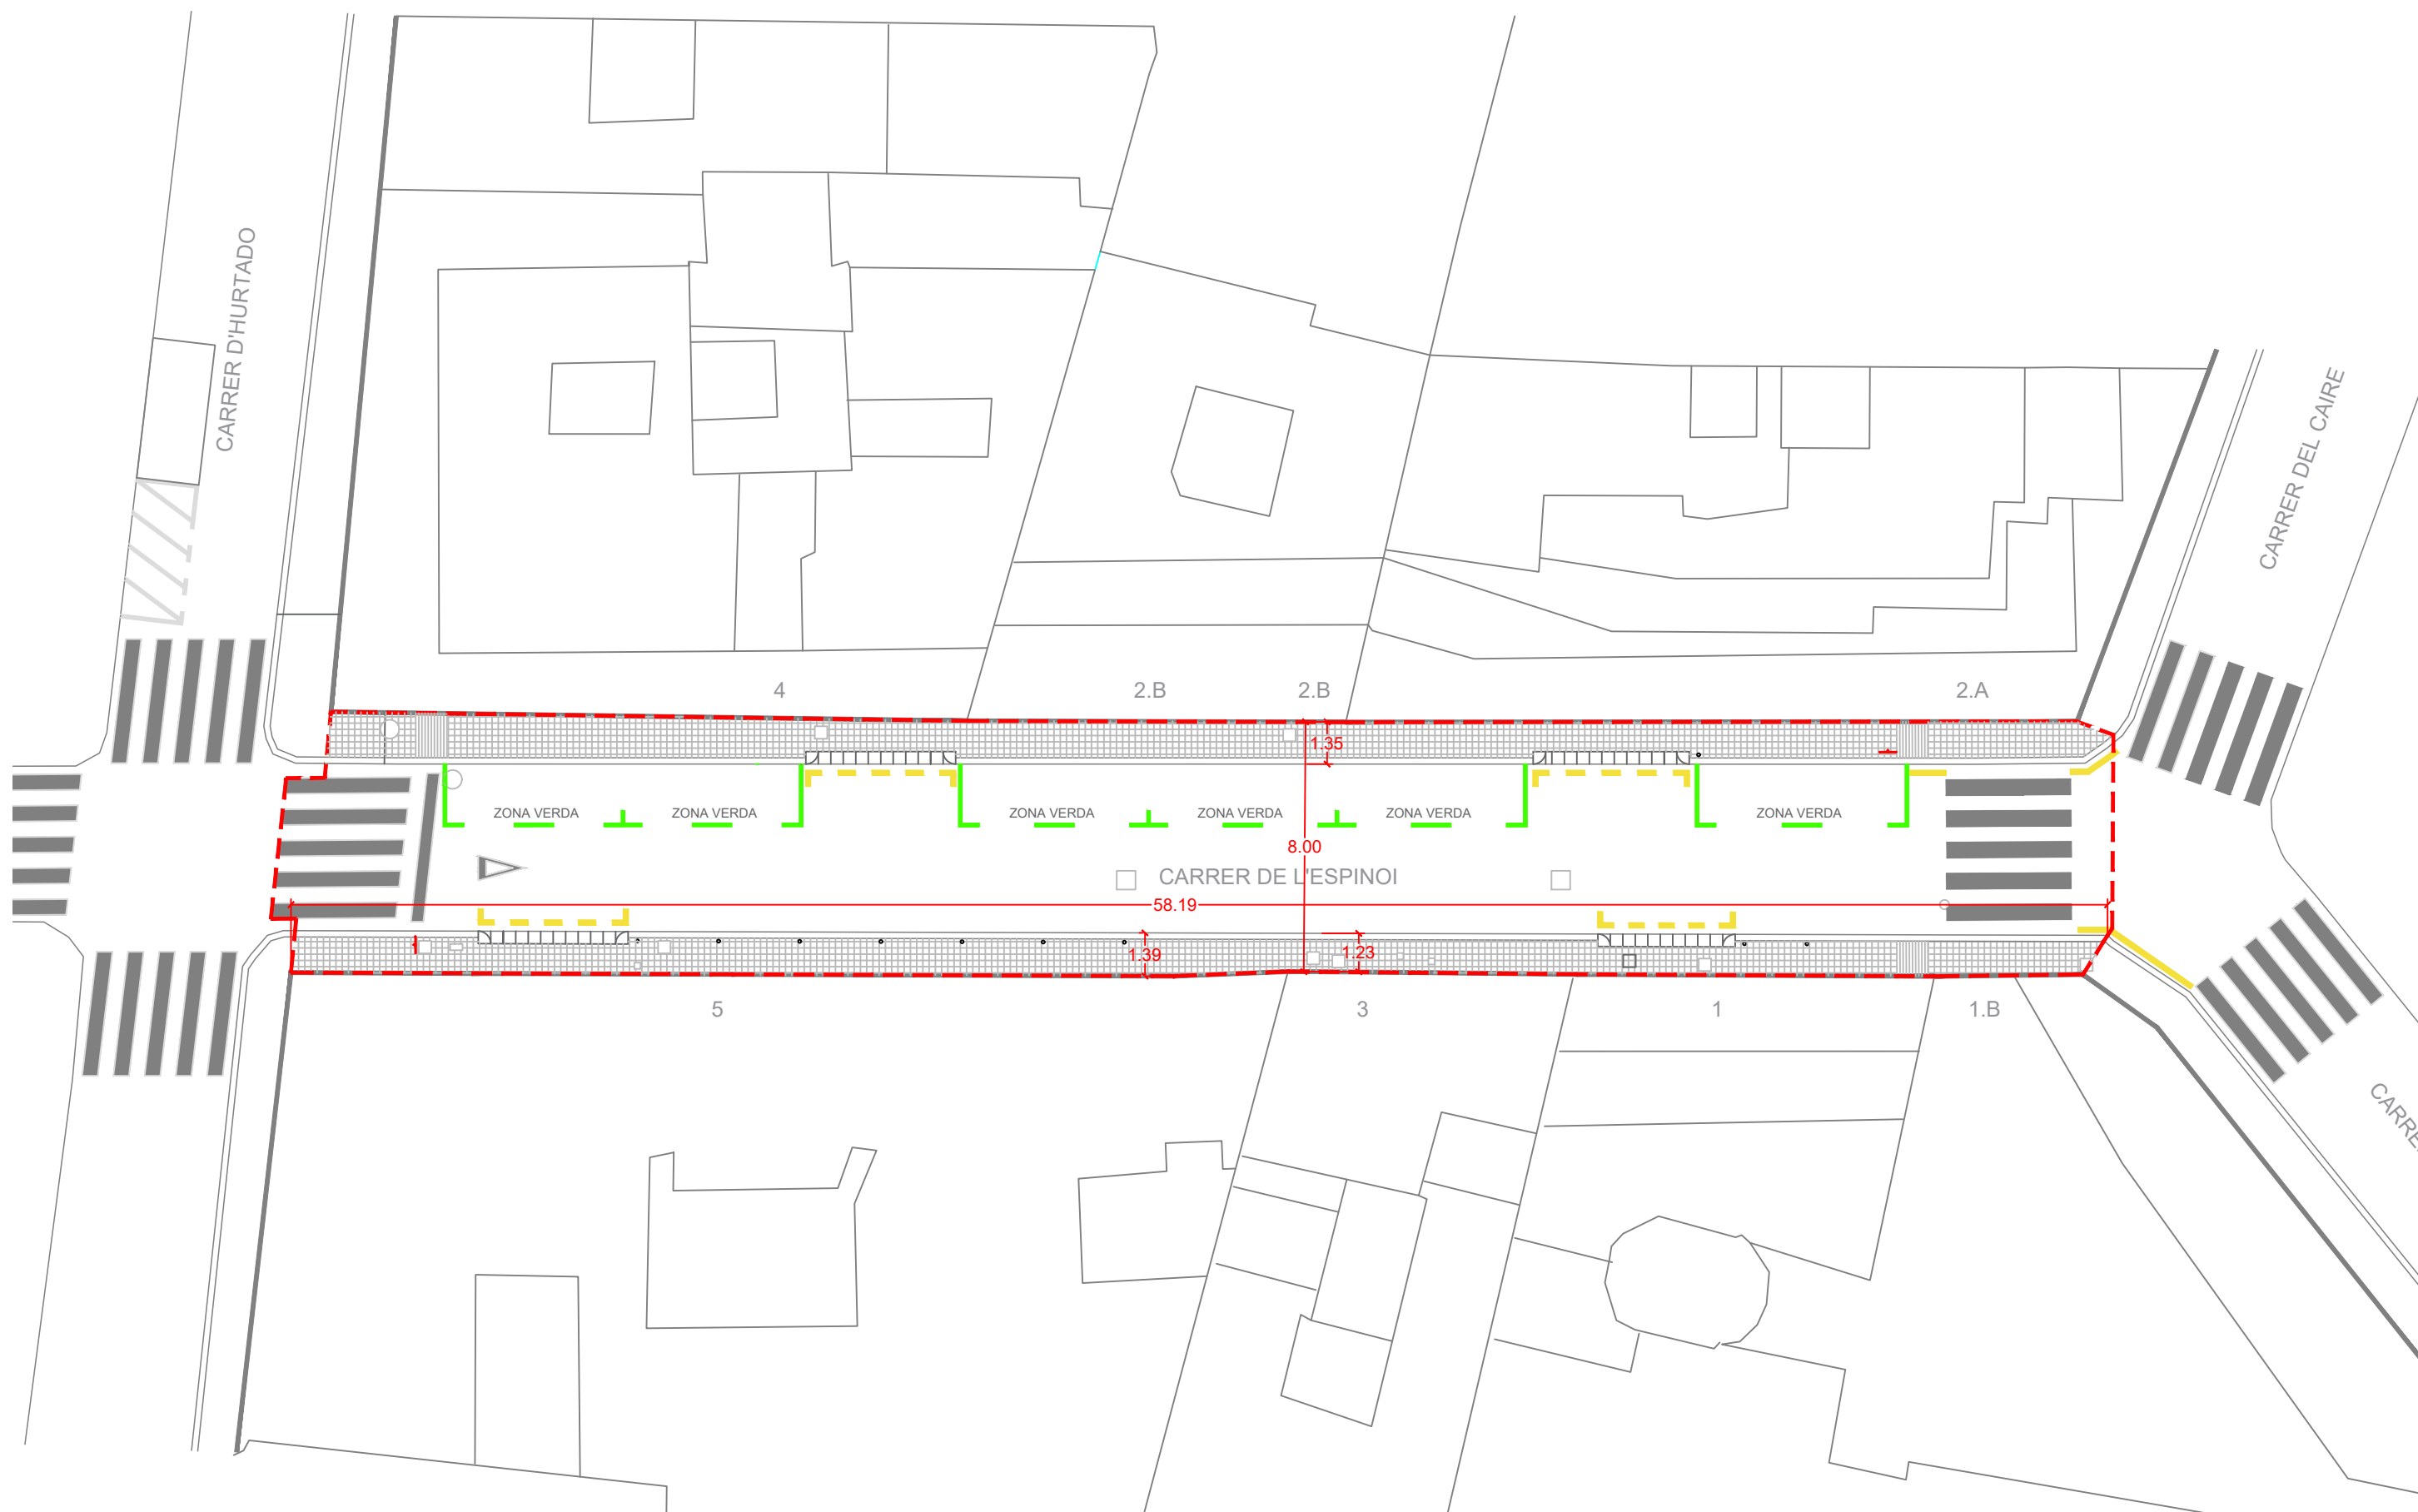 CARRER D'HURTADO
CARRER DEL CAIRE
4
2.B
2.B
2.A
1.35
ZONA VERDA
ZONA VERDA
ZONA VERDA
ZONA VERDA
ZONA VERDA
ZONA VERDA
8.00
CARRER DE L'ESPINOI
58.19
1.39
1.23
5
3
1
1.B